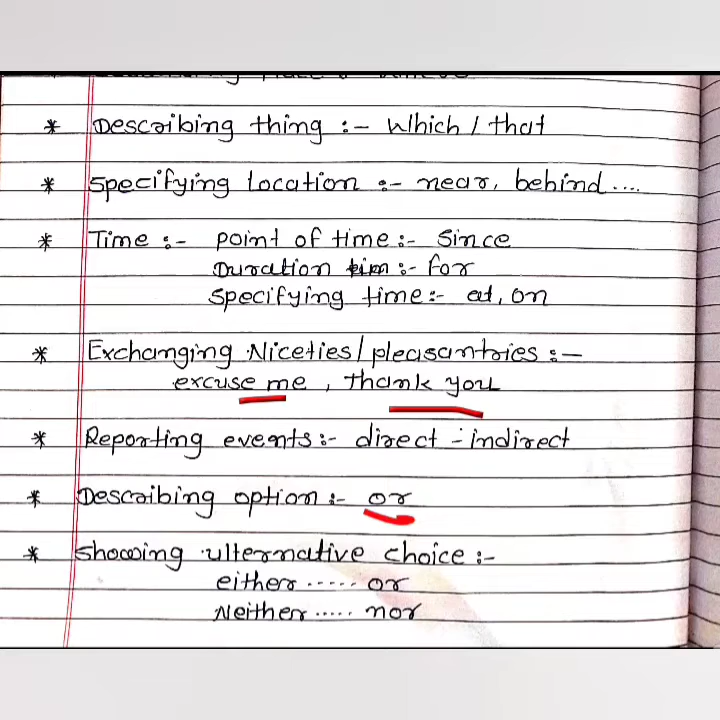 * Describing thing :- Which / that
* Specifying Location :- near, behind....
* Time :- point of time :- Since
Duration :- for
Specifying time :- at, on
* Exchanging Niceties/pleasantries :-
excuse me, thank you
* Reporting events :- direct - indirect
* Describing option :- or
* Showing ulternative choice :-
either ...... or
Neither ..... nor